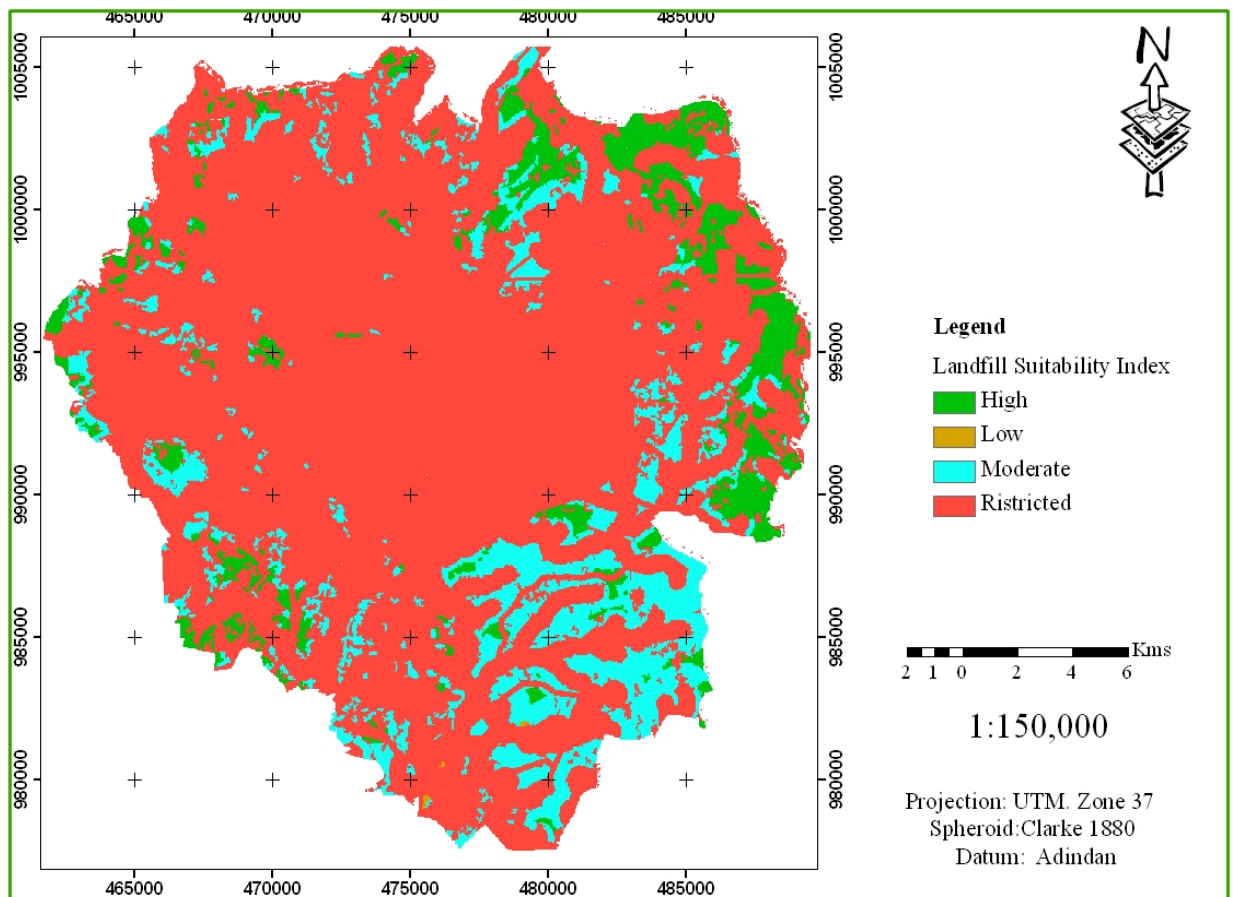 465000 470000 475000 480000 485000
N
1005000 1005000
1000000 1000000
995000 995000
990000 990000
985000 985000
980000 980000
465000 470000 475000 480000 485000
Legend
Landfill Suitability Index
High
Low
Moderate
Ristricted
Kms
2 1 0 2 4 6
1:150,000
Projection: UTM. Zone 37
Spheroid:Clarke 1880
Datum: Adindan